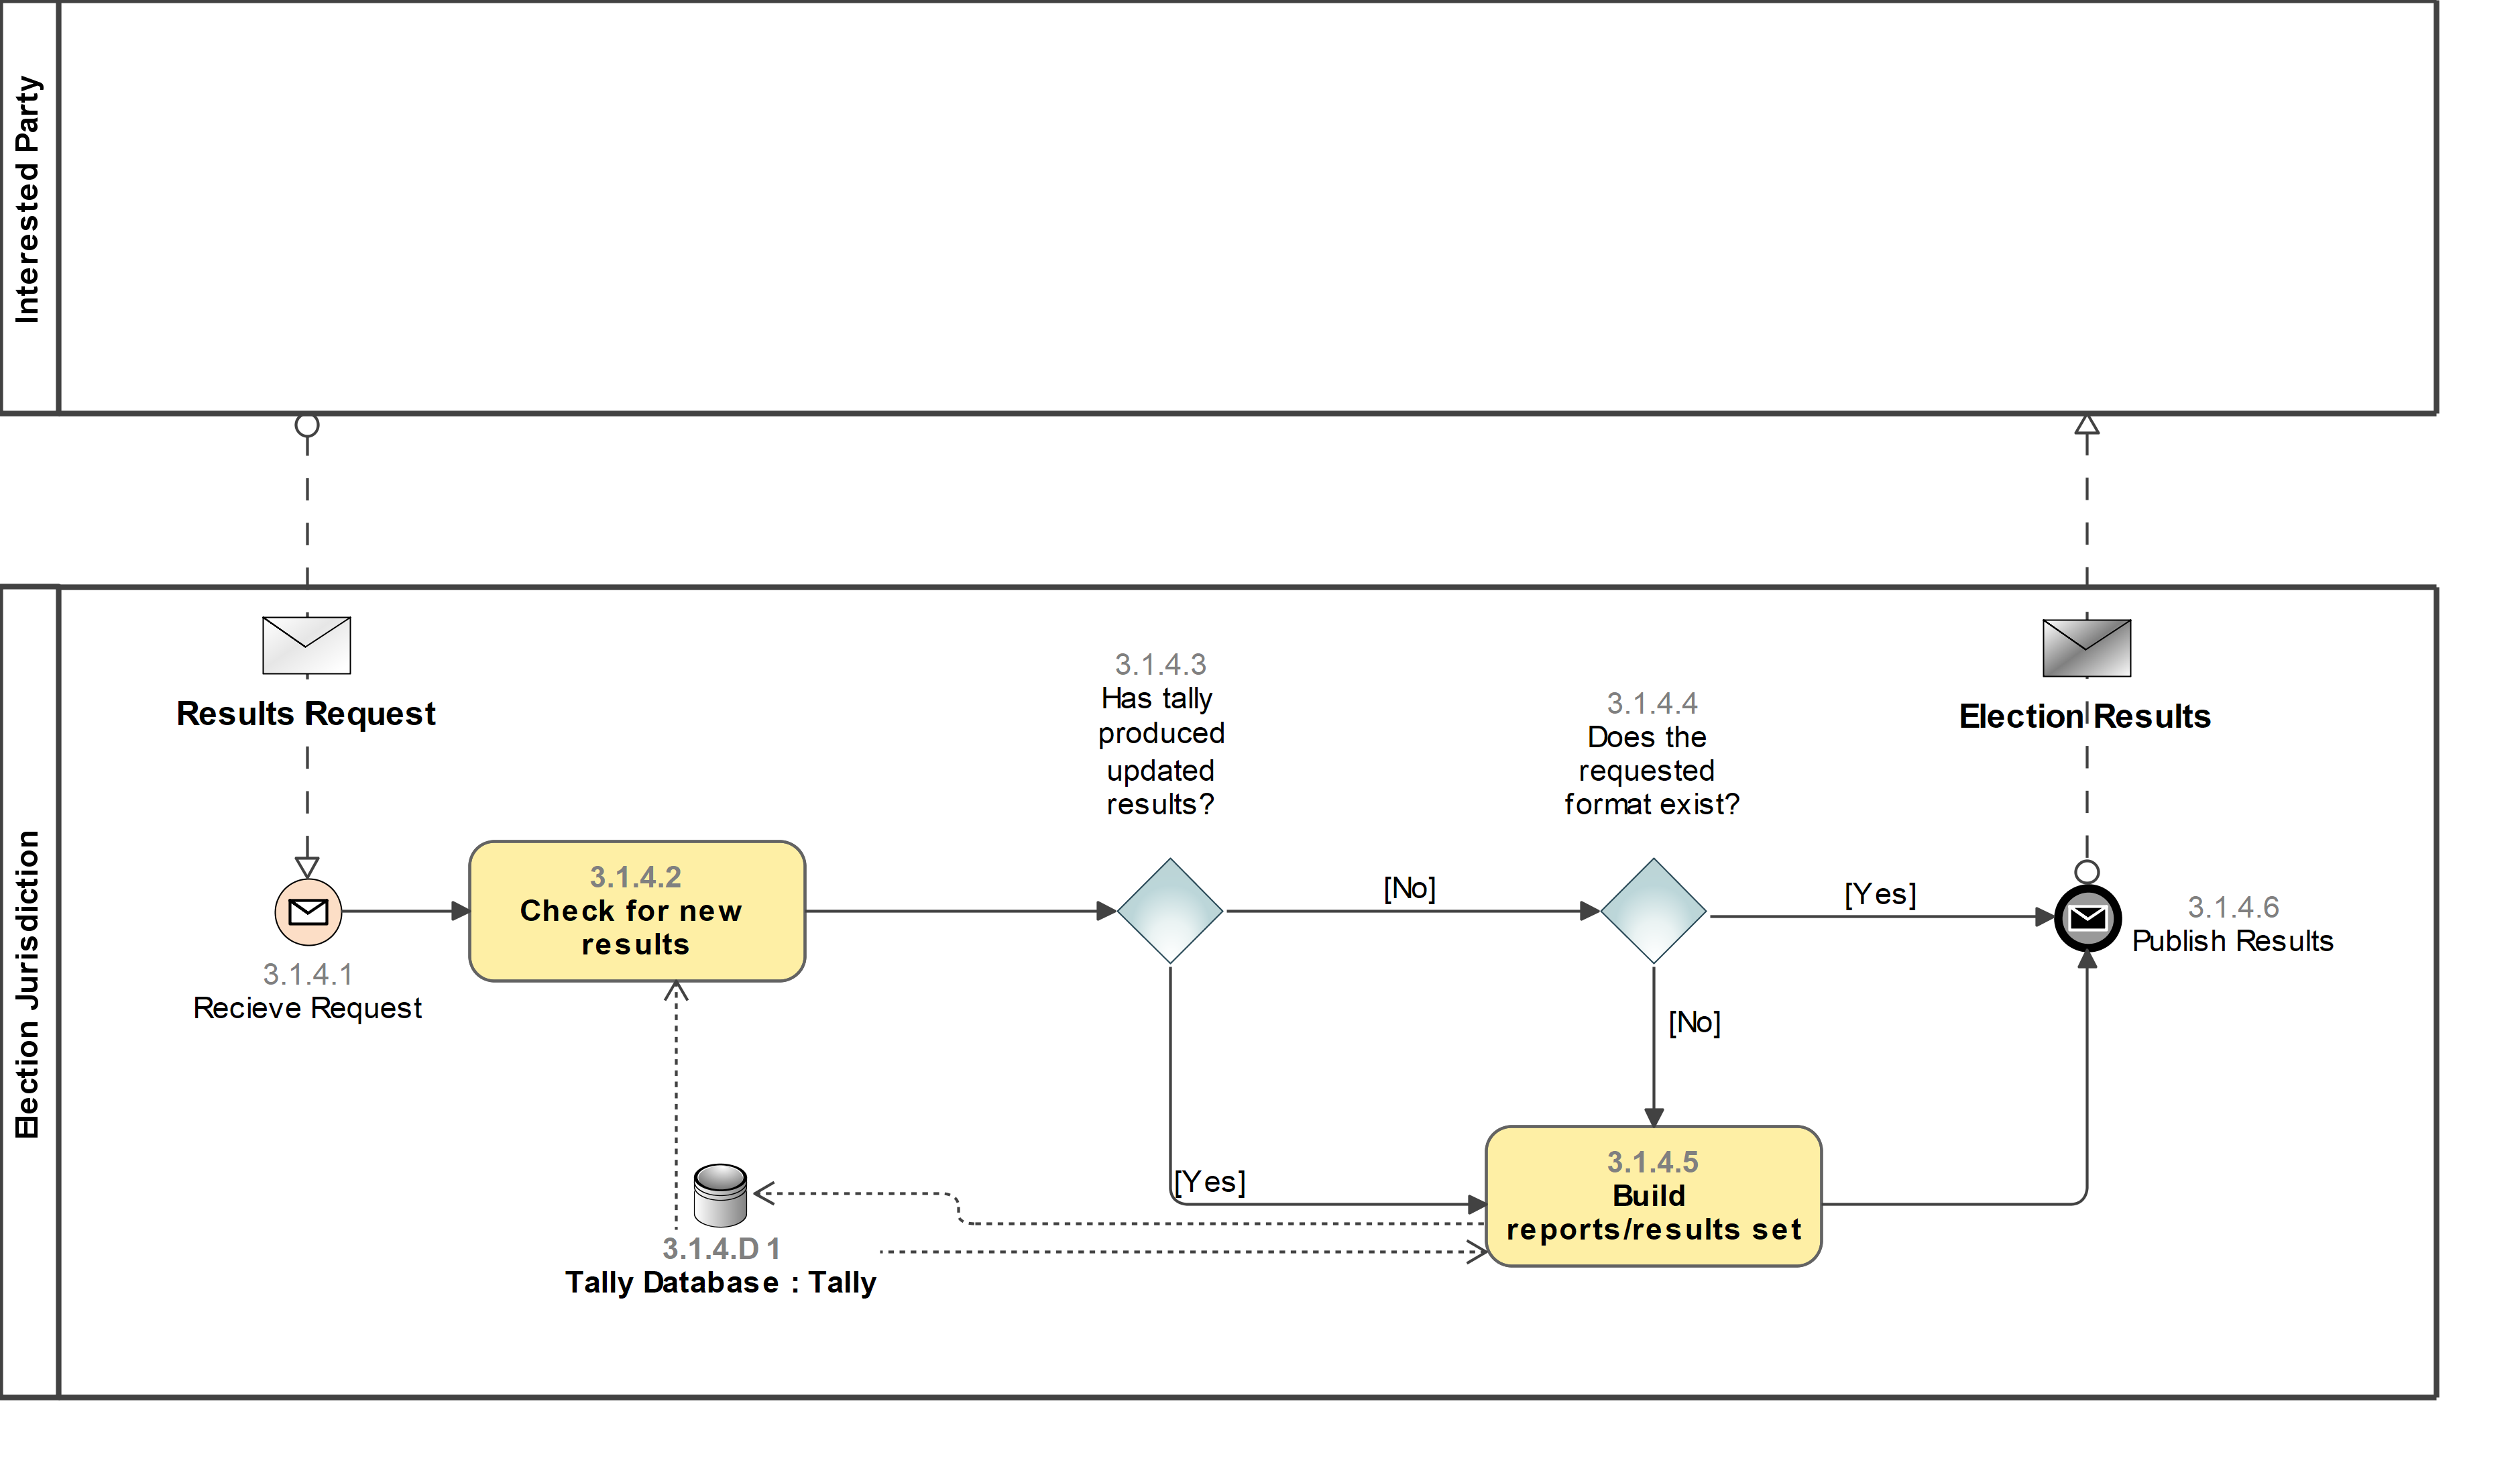 Interested Party
Election Jurisdiction
Results Request
Election Results
3.1.4.3
Has tally
produced
updated
results?
3.1.4.4
Does the
requested
format exist?
3.1.4.2
Check for new
results
[No]
[Yes]
3.1.4.6
Publish Results
3.1.4.1
Recieve Request
[No]
[Yes]
3.1.4.5
Build
reports/results set
3.1.4.D1
Tally Database : Tally